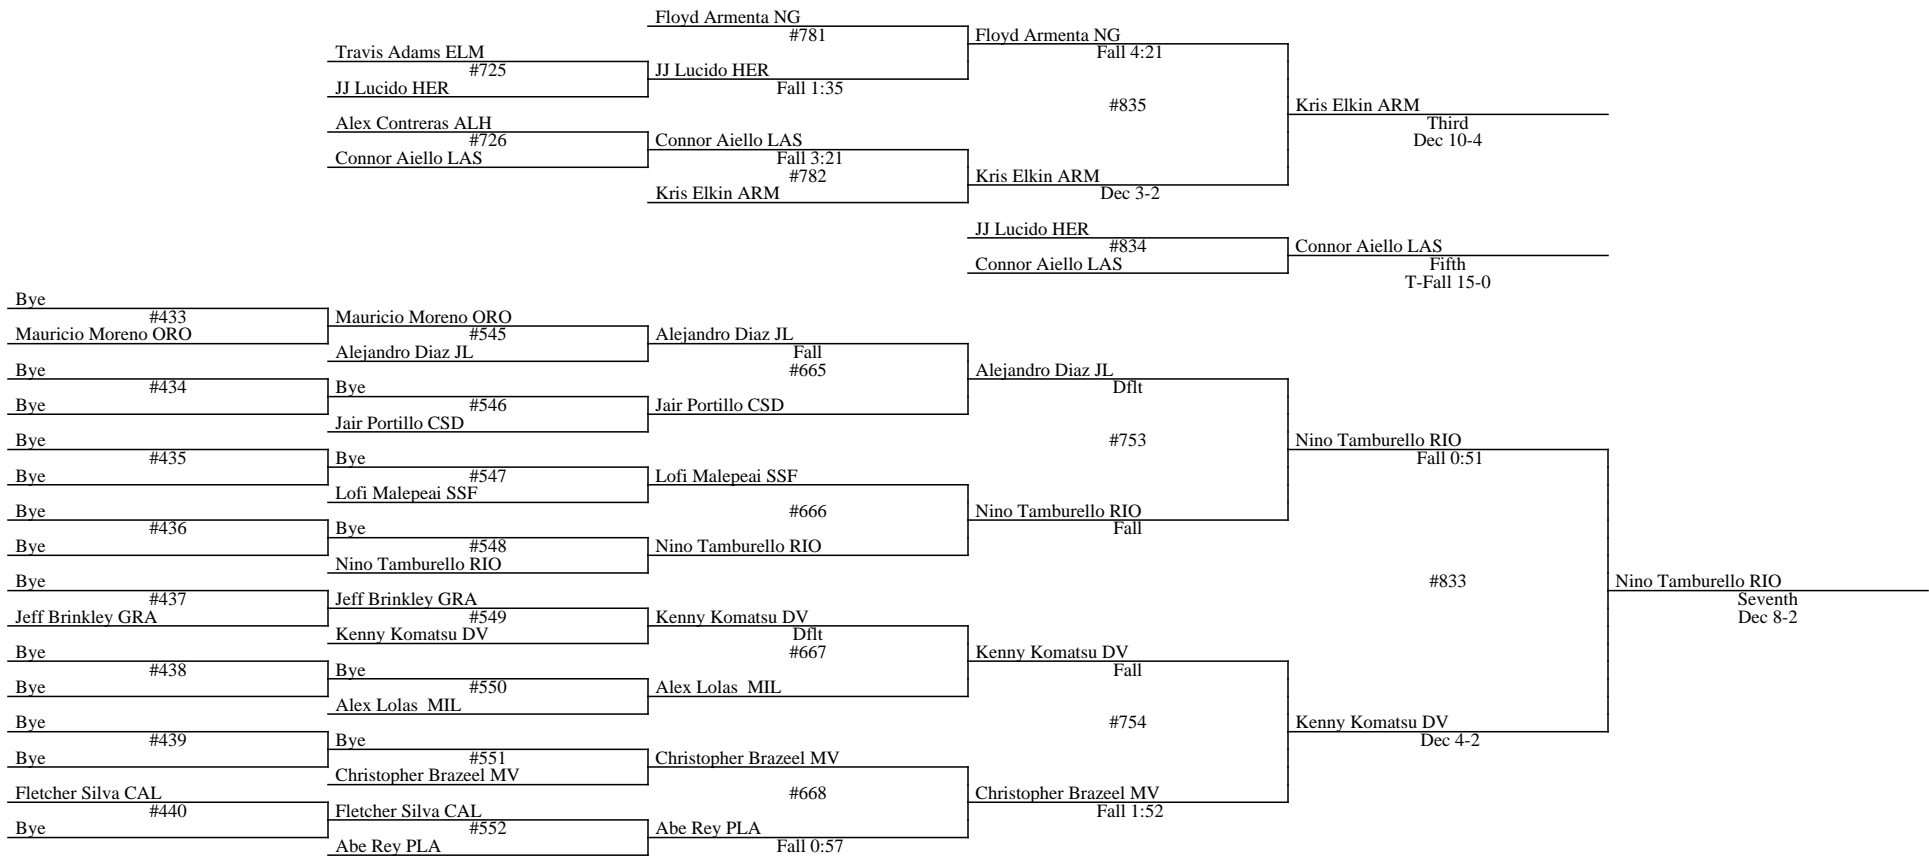 Floyd Armenta NG
#781
Floyd Armenta NG
Fall 4:21
Travis Adams ELM
#725
JJ Lucido HER
JJ Lucido HER
Fall 1:35
#835
Kris Elkin ARM
Third
Dec 10-4
Alex Contreras ALH
#726
Connor Aiello LAS
Connor Aiello LAS
Fall 3:21
#782
Kris Elkin ARM
Kris Elkin ARM
Dec 3-2
JJ Lucido HER
#834
Connor Aiello LAS
Connor Aiello LAS
Fifth
T-Fall 15-0
Bye
#433
Mauricio Moreno ORO
Bye
#434
Bye
Bye
#435
Bye
Bye
#436
Bye
Bye
#437
Jeff Brinkley GRA
Bye
#438
Bye
Bye
#439
Bye
Fletcher Silva CAL
#440
Bye
Mauricio Moreno ORO
#545
Alejandro Diaz JL
Bye
#546
Jair Portillo CSD
Bye
#547
Lofi Malepeai SSF
Bye
#548
Nino Tamburello RIO
Jeff Brinkley GRA
#549
Kenny Komatsu DV
Bye
#550
Alex Lolas  MIL
Bye
#551
Christopher Brazeel MV
Fletcher Silva CAL
#552
Abe Rey PLA
Alejandro Diaz JL
Fall
#665
Jair Portillo CSD
Lofi Malepeai SSF
#666
Nino Tamburello RIO
Kenny Komatsu DV
Dflt
#667
Alex Lolas  MIL
Christopher Brazeel MV
#668
Abe Rey PLA
Fall 0:57
Alejandro Diaz JL
Dflt
#753
Nino Tamburello RIO
Fall
Kenny Komatsu DV
Fall
#754
Christopher Brazeel MV
Fall 1:52
Nino Tamburello RIO
Fall 0:51
#833
Kenny Komatsu DV
Dec 4-2
Nino Tamburello RIO
Seventh
Dec 8-2